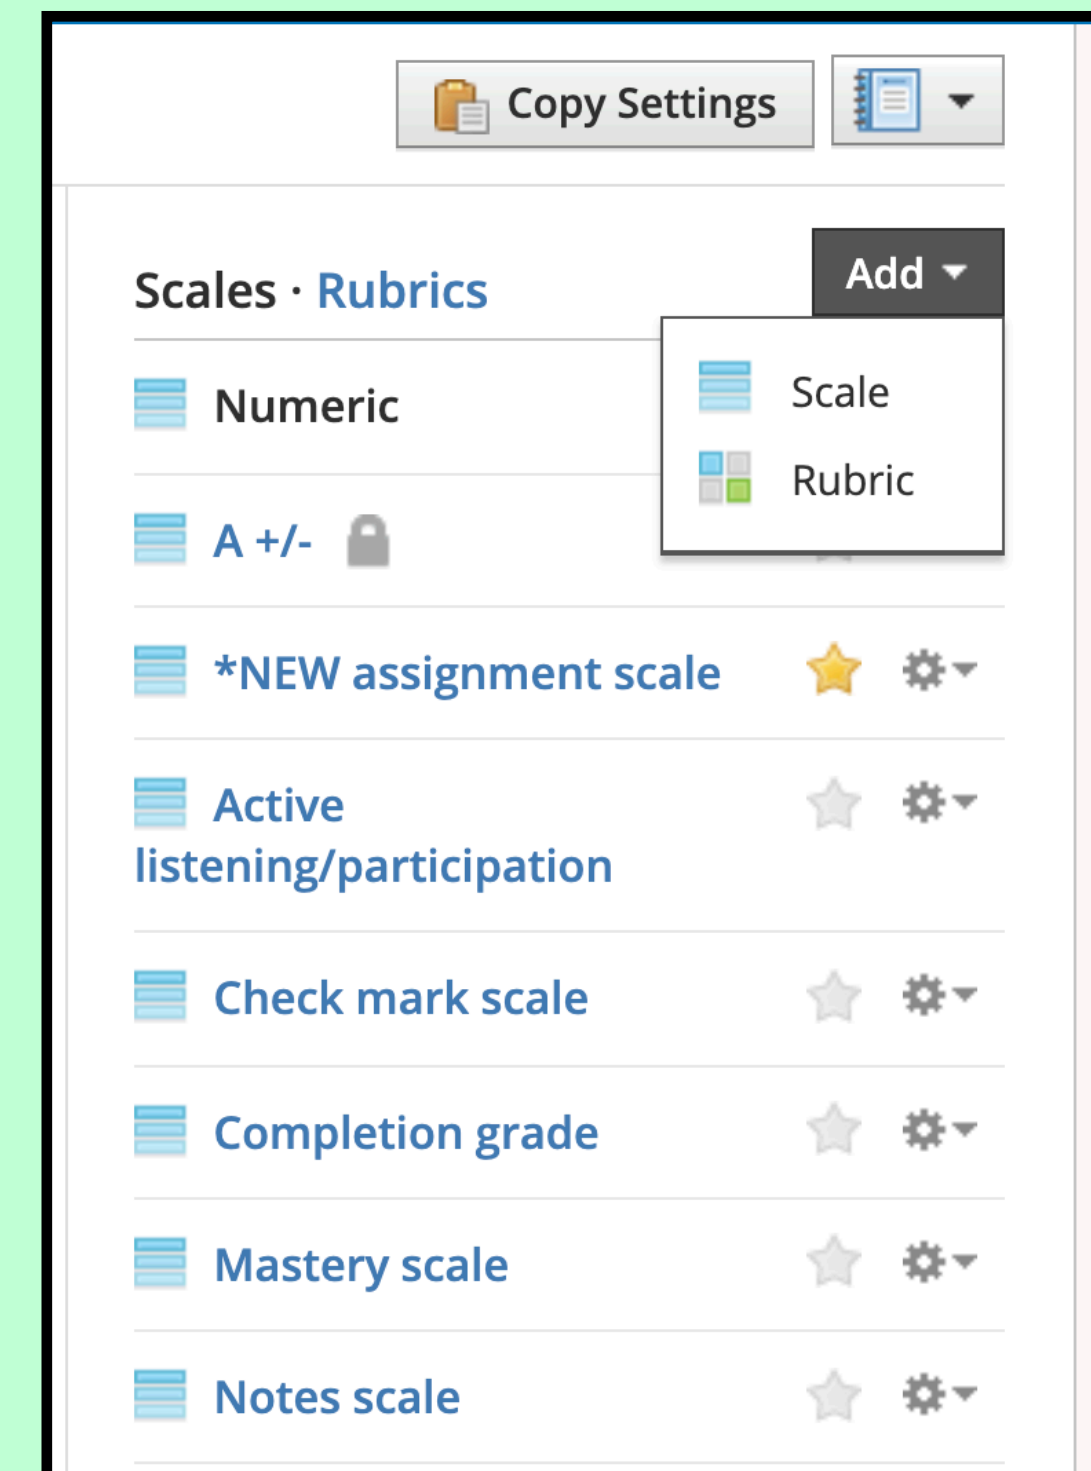 Copy Settings
Scales · Rubrics
Add
Scale
Rubric
Numeric
A +/-
*NEW assignment scale
Active
listening/participation
Check mark scale
Completion grade
Mastery scale
Notes scale